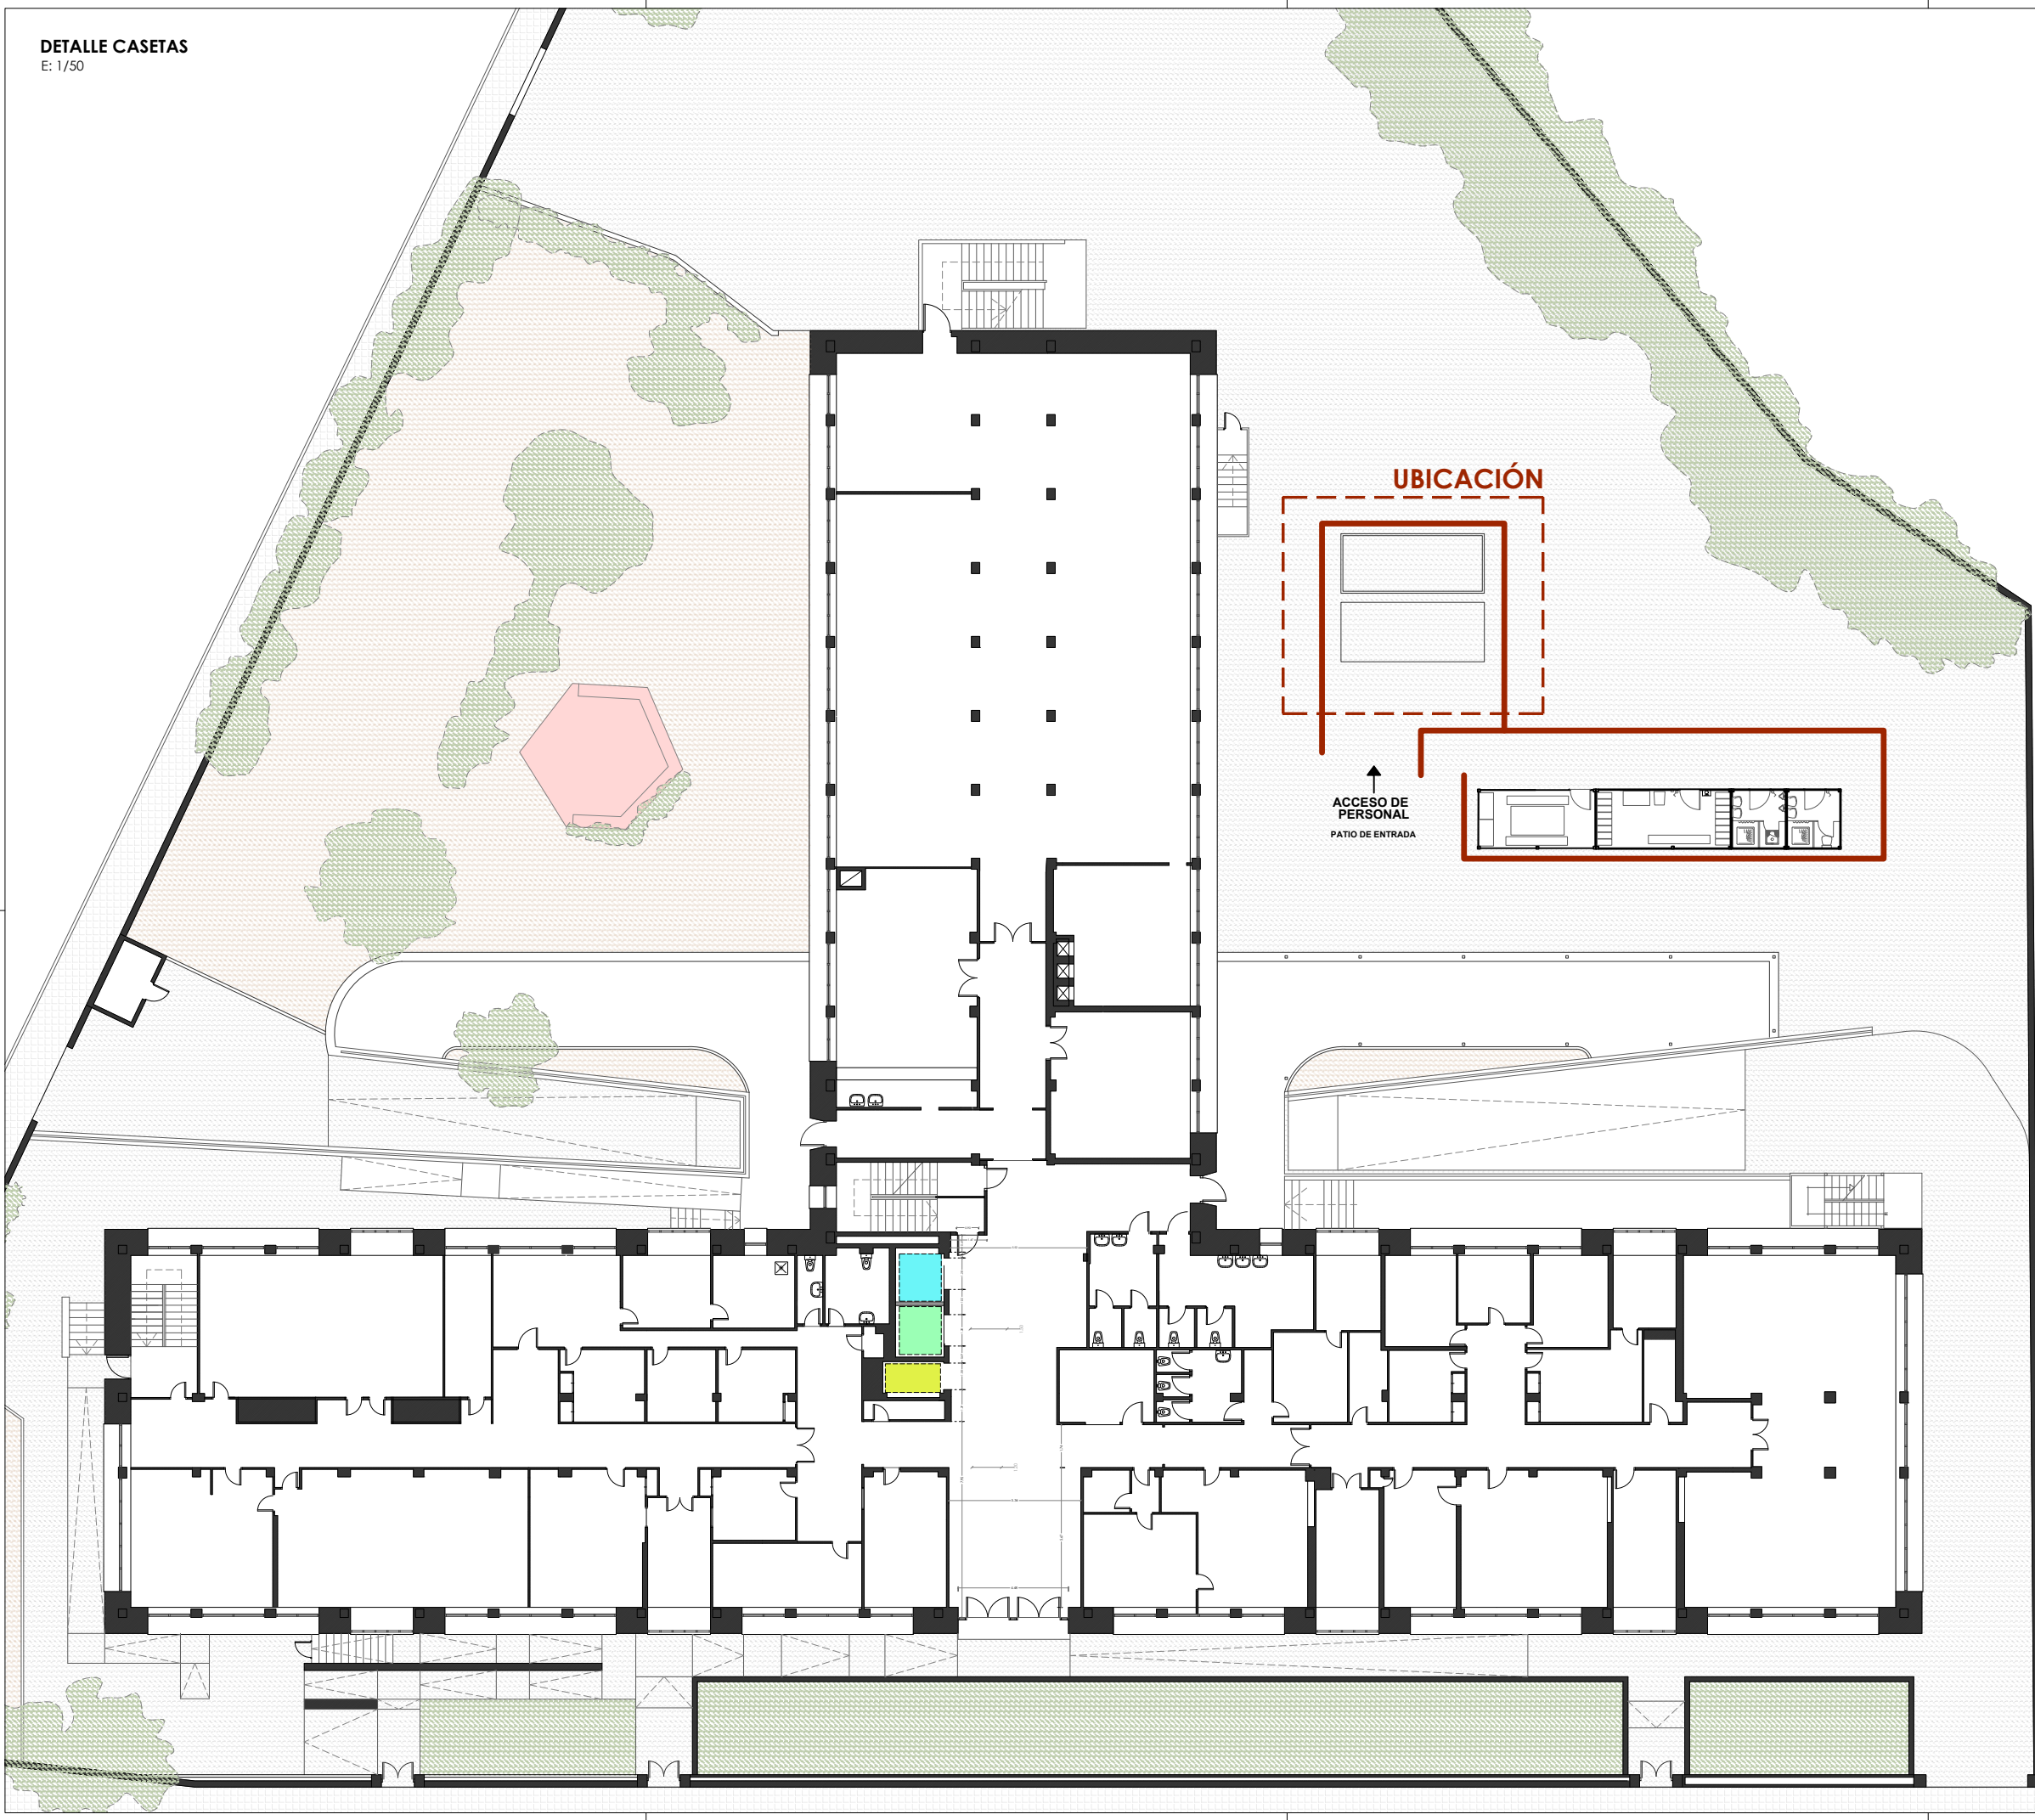 DETALLE CASETAS
E: 1/50
UBICACIÓN
ACCESO DE
PERSONAL
PATIO DE ENTRADA